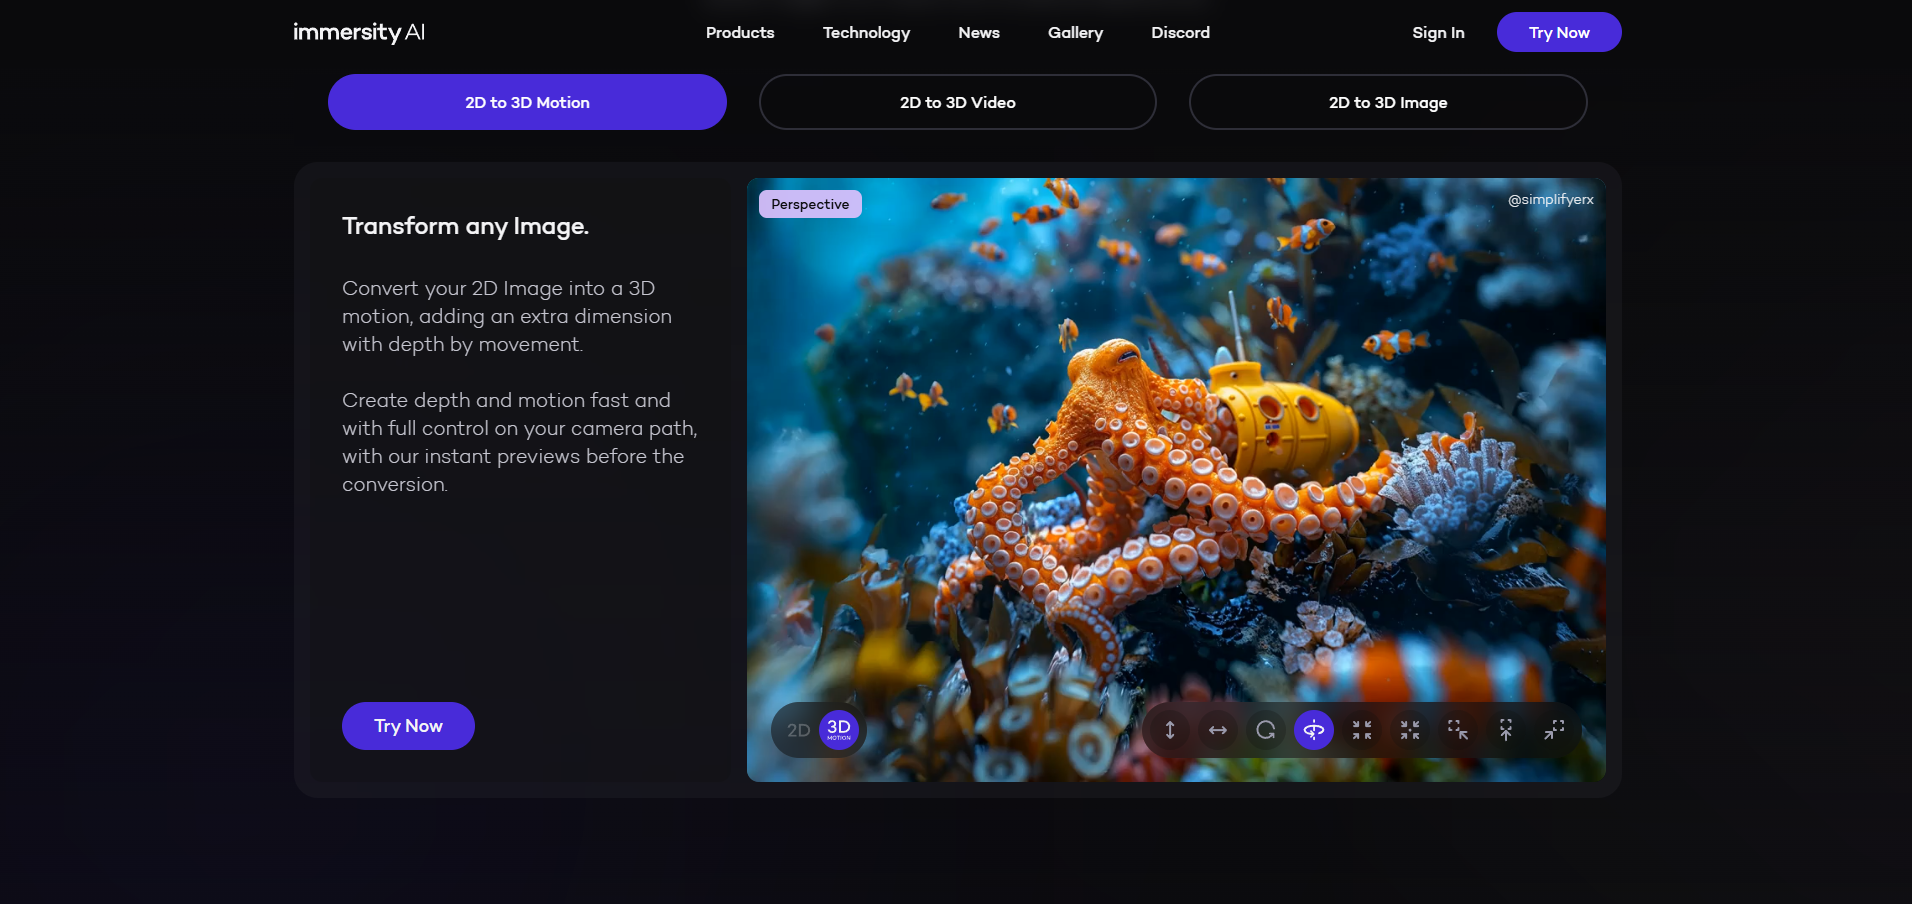 immersity AI
Products
Technology
News
Gallery
Discord
Sign In
Try Now
2D to 3D Motion
2D to 3D Video
2D to 3D Image
Transform any Image.
Convert your 2D Image into a 3D
motion, adding an extra dimension
with depth by movement.
Create depth and motion fast and
with full control on your camera path,
with our instant previews before the
conversion.
Try Now
Perspective
@simplifyerx
2D
3D
MOTION